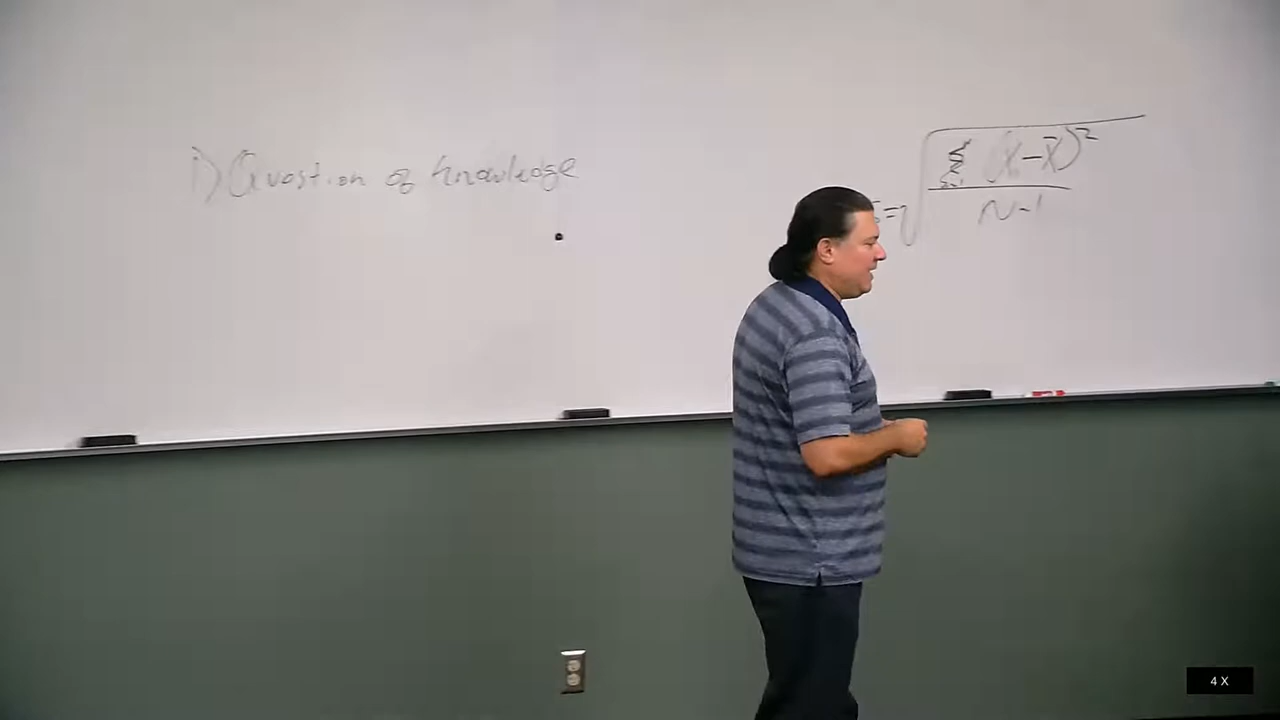 1) Question of knowledge
s=√
Σ (xᵢ-x̄)²
N-1
4 X